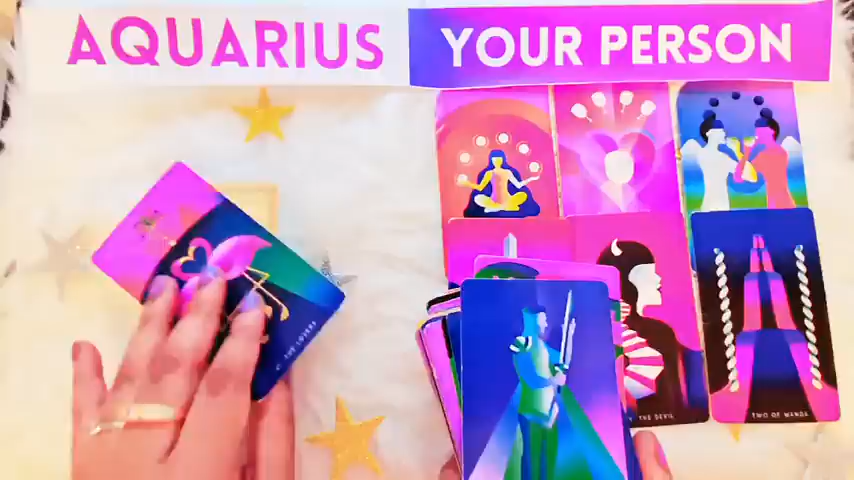 AQUARIUS
YOUR PERSON
THE LOVERS
THE DEVIL
TWO OF WANDS